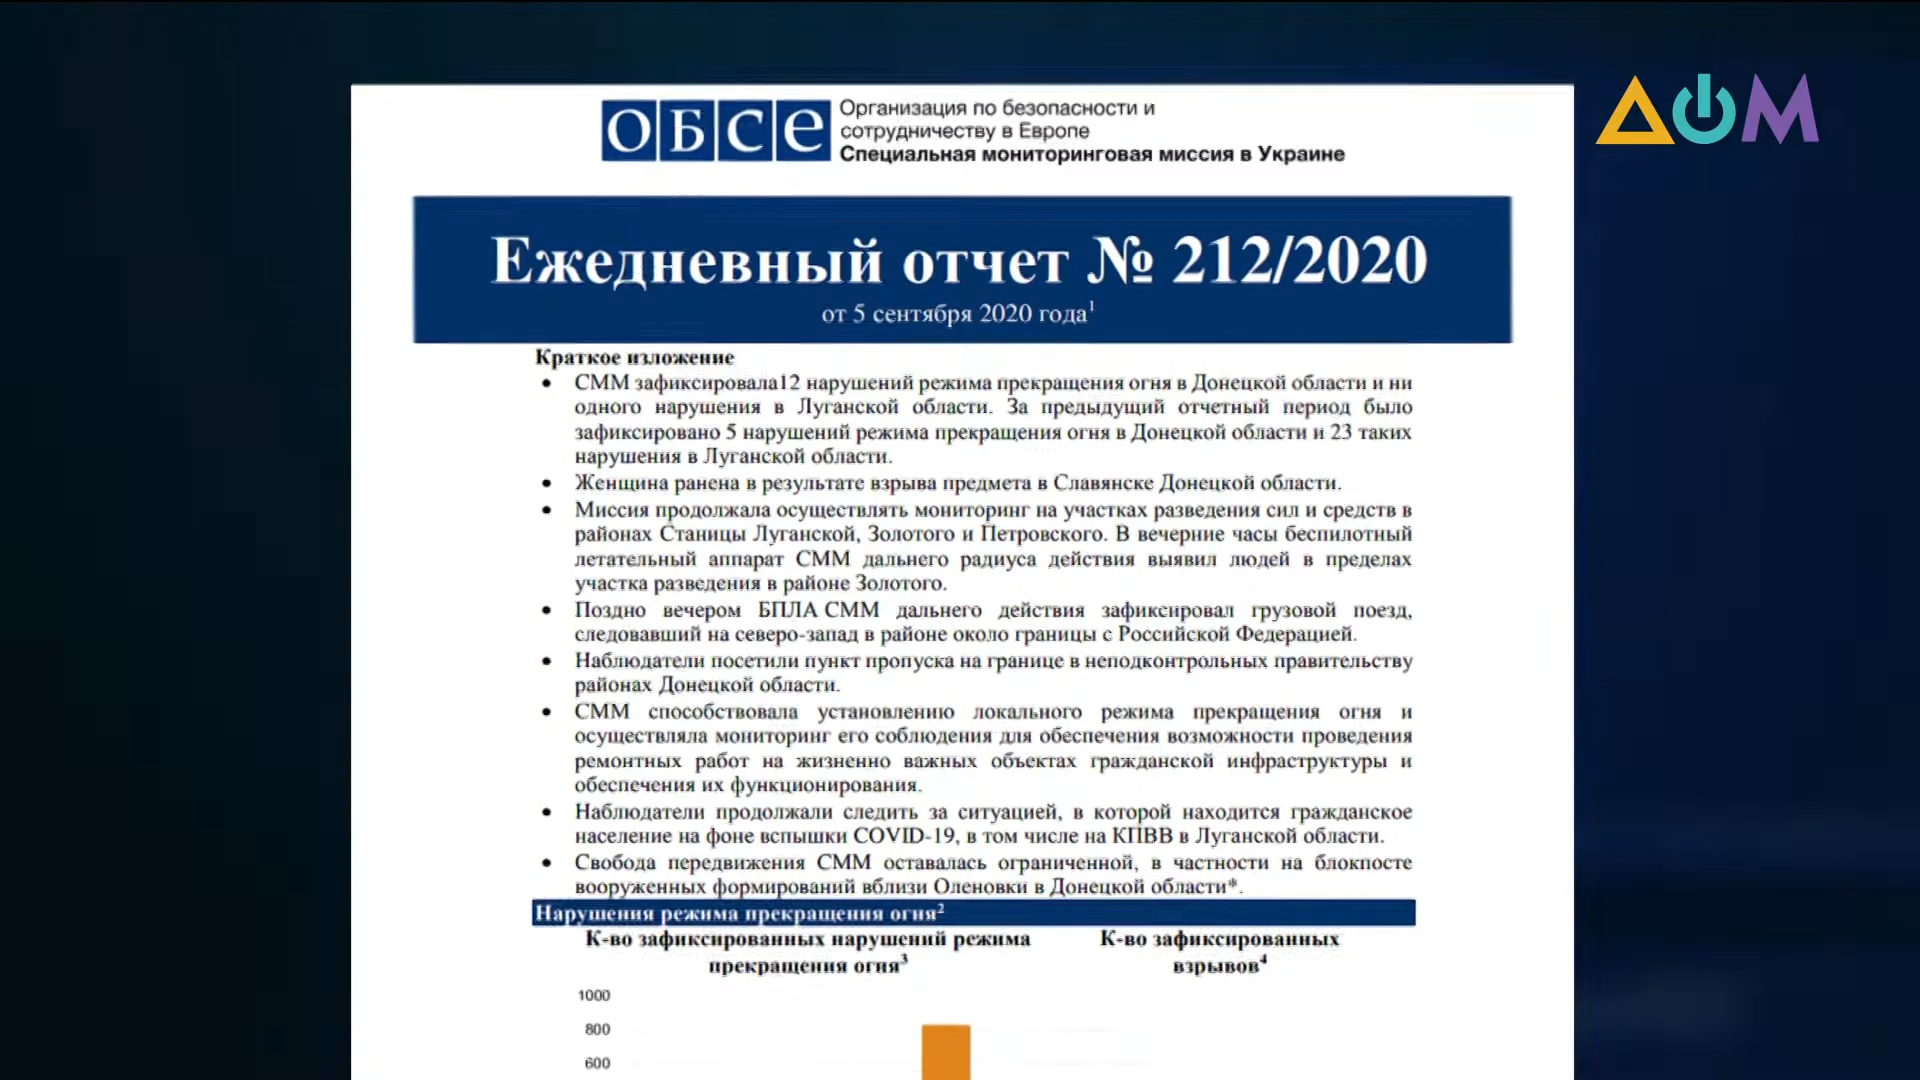 ОБСЕ
Организация по безопасности и
сотрудничеству в Европе
Специальная мониторинговая миссия в Украине
ДОМ
Ежедневный отчет № 212/2020
от 5 сентября 2020 года1
Краткое изложение
• СММ зафиксировала12 нарушений режима прекращения огня в Донецкой области и ни
одного нарушения в Луганской области. За предыдущий отчетный период было
зафиксировано 5 нарушений режима прекращения огня в Донецкой области и 23 таких
нарушения в Луганской области.
• Женщина ранена в результате взрыва предмета в Славянске Донецкой области.
• Миссия продолжала осуществлять мониторинг на участках разведения сил и средств в
районах Станицы Луганской, Золотого и Петровского. В вечерние часы беспилотный
летательный аппарат СММ дальнего радиуса действия выявил людей в пределах
участка разведения в районе Золотого.
• Поздно вечером БПЛА СММ дальнего действия зафиксировал грузовой поезд,
следовавший на северо-запад в районе около границы с Российской Федерацией.
• Наблюдатели посетили пункт пропуска на границе в неподконтрольных правительству
районах Донецкой области.
• СММ способствовала установлению локального режима прекращения огня и
осуществляла мониторинг его соблюдения для обеспечения возможности проведения
ремонтных работ на жизненно важных объектах гражданской инфраструктуры и
обеспечения их функционирования.
• Наблюдатели продолжали следить за ситуацией, в которой находится гражданское
население на фоне вспышки COVID-19, в том числе на КПВВ в Луганской области.
• Свобода передвижения СММ оставалась ограниченной, в частности на блокпосте
вооруженных формирований вблизи Оленовки в Донецкой области*.
Нарушения режима прекращения огня2
К-во зафиксированных нарушений режима
прекращения огня3
К-во зафиксированных
взрывов4
1000
800
600